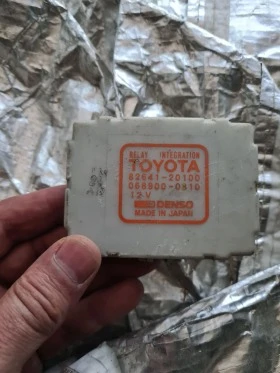 RELAY INTEGRATION
TOYOTA
82641-20100
068900-0810
12V
DENSO
MADE IN JAPAN